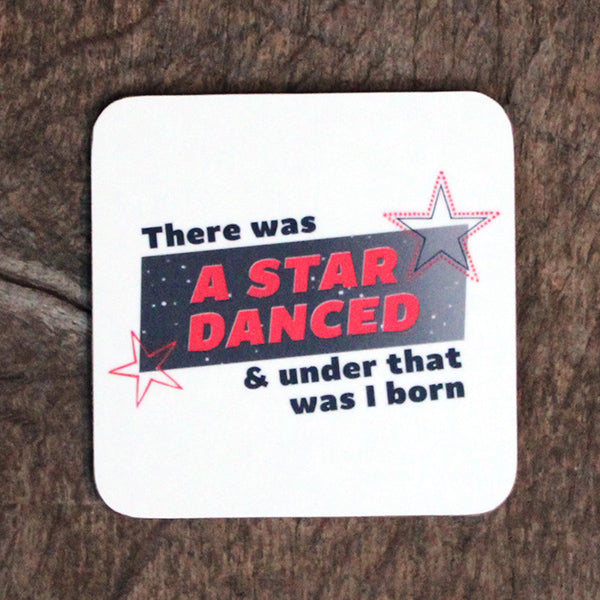 There was
A STAR
DANCED
& under that
was I born